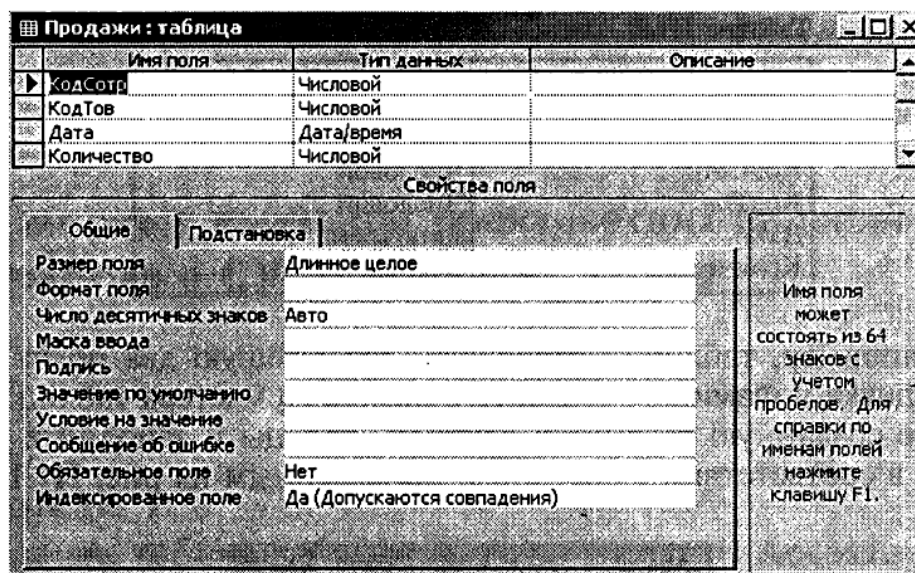 Продажи : таблица
Имя поля Тип данных Описание
КодСотр Числовой
КодТов Числовой
Дата Дата/время
Количество Числовой
Свойства поля
Общие Подстановка
Размер поля Длинное целое
Формат поля
Число десятичных знаков Авто
Маска ввода
Подпись
Значение по умолчанию
Условие на значение
Сообщение об ошибке
Обязательное поле Нет
Индексированное поле Да (Допускаются совпадения)
Имя поля
может
состоять из 64
знаков с
учетом
пробелов. Для
справки по
именам полей
нажмите
клавишу F1.